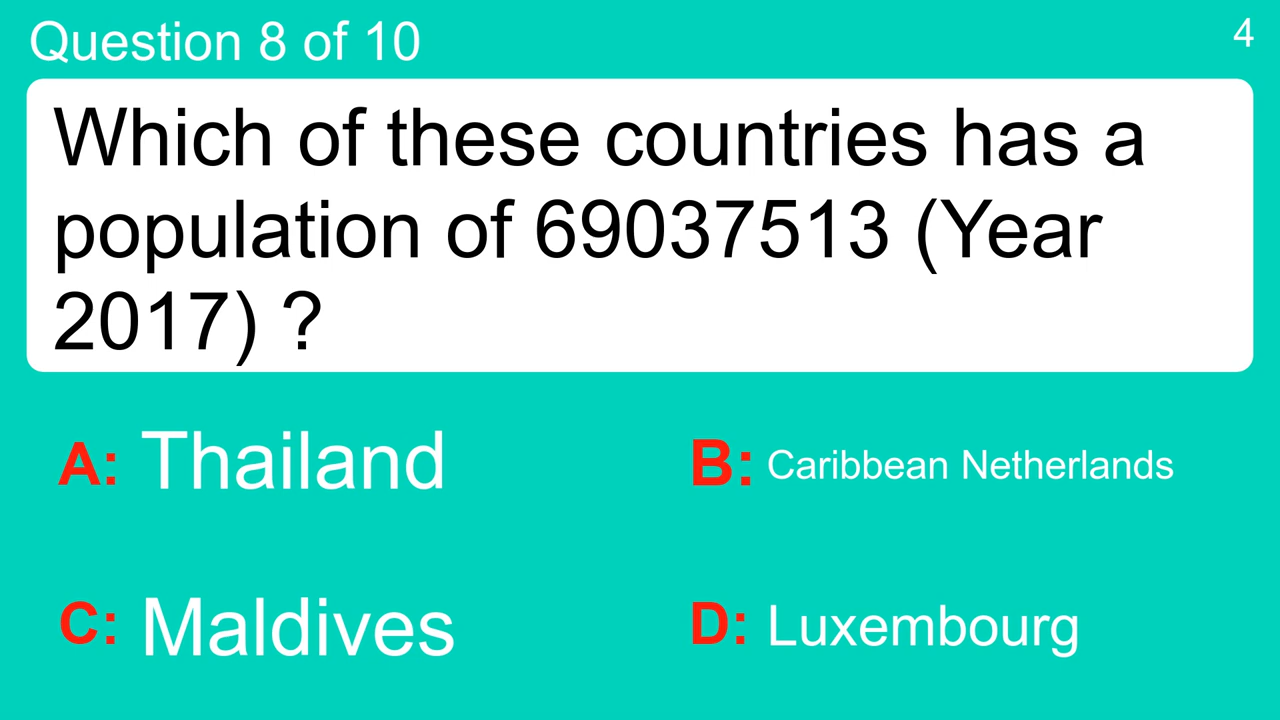 Question 8 of 10
4
Which of these countries has a
population of 69037513 (Year
2017) ?
A: Thailand
B: Caribbean Netherlands
C: Maldives
D: Luxembourg